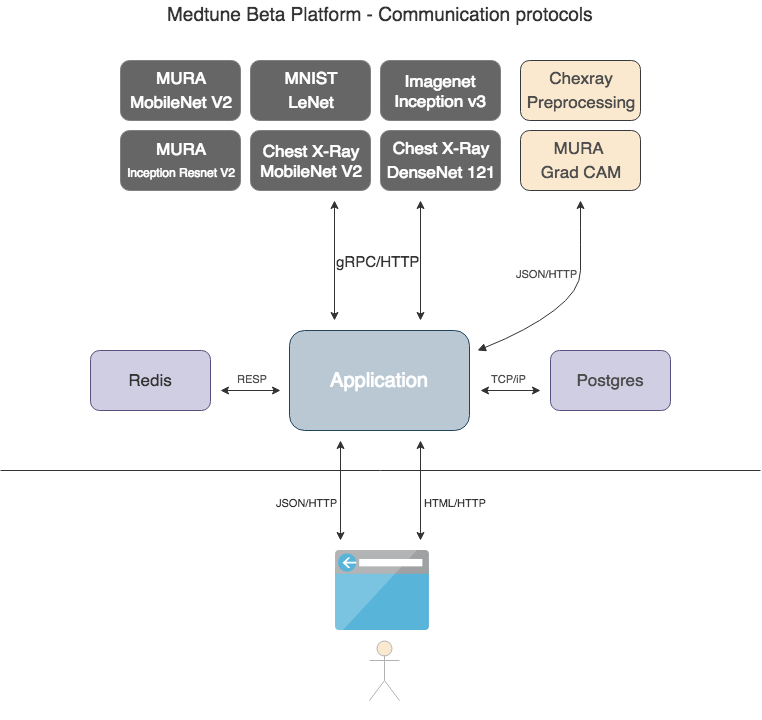 Medtune Beta Platform - Communication protocols
MURA
MobileNet V2
MNIST
LeNet
Imagenet
Inception v3
Chexray
Preprocessing
MURA
Inception Resnet V2
Chest X-Ray
MobileNet V2
Chest X-Ray
DenseNet 121
MURA
Grad CAM
gRPC/HTTP
JSON/HTTP
Redis
RESP
Application
TCP/iP
Postgres
JSON/HTTP
HTML/HTTP